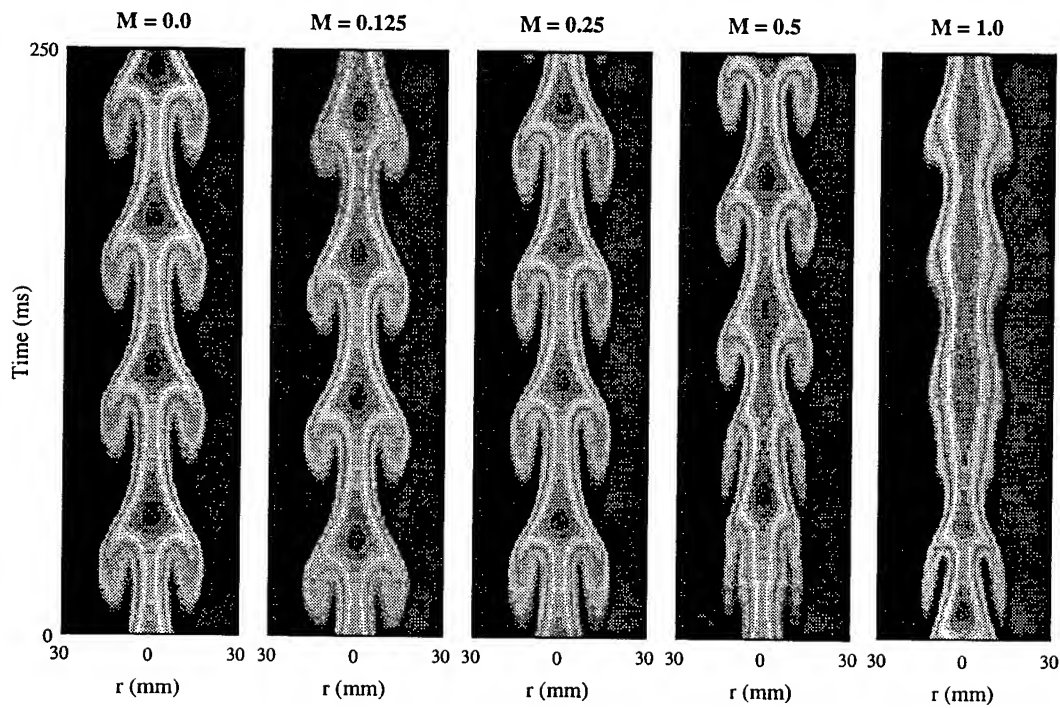 M = 0.0 M = 0.125 M = 0.25 M = 0.5 M = 1.0
250
Time (ms)
0
30 0 30 30 0 30 30 0 30 30 0 30 30 0 30
r (mm) r (mm) r (mm) r (mm) r (mm)